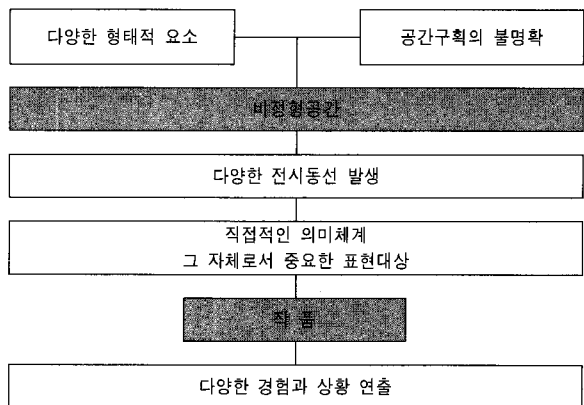 다양한 형태적 요소
공간구획의 불명확
비정형공간
다양한 전시동선 발생
직접적인 의미체계
그 자체로서 중요한 표현대상
작 품
다양한 경험과 상황 연출